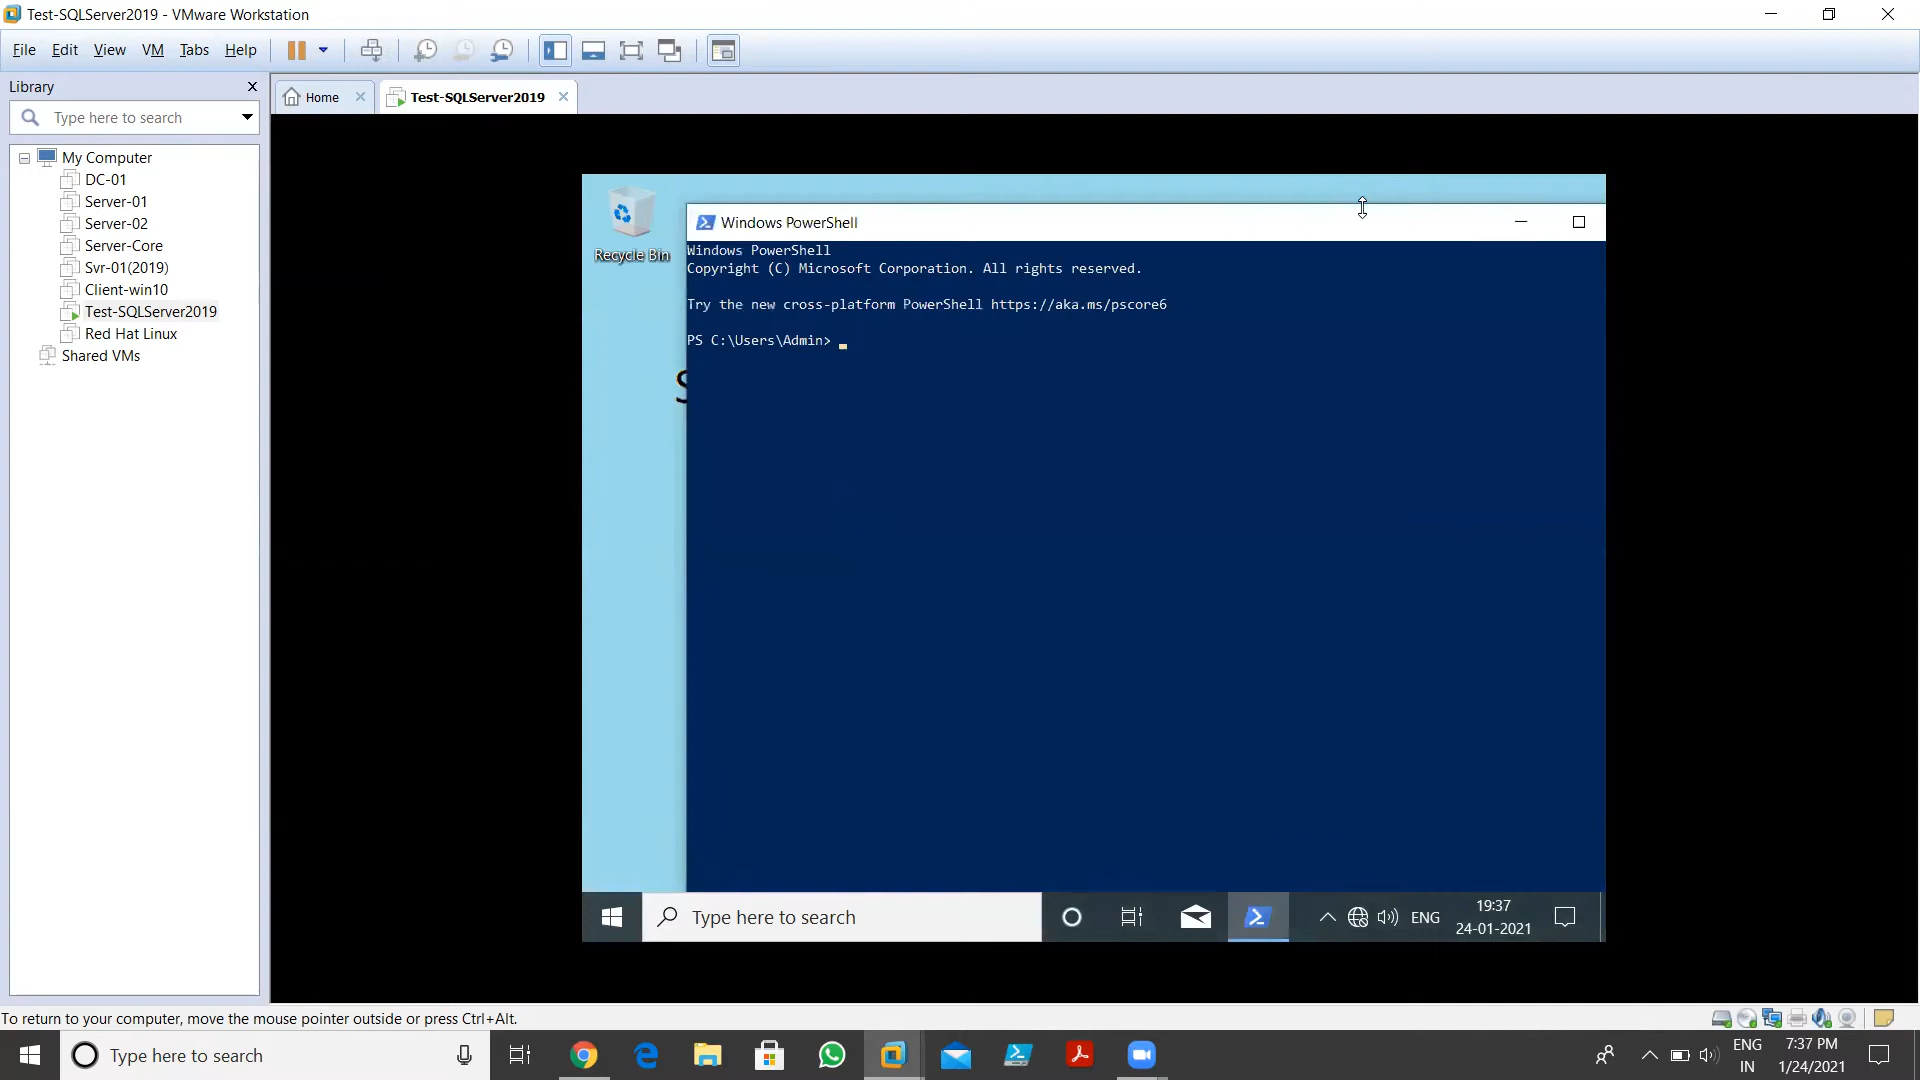 Test-SQLServer2019 - VMware Workstation
File Edit View VM Tabs Help
Library
Type here to search
My Computer
DC-01
Server-01
Server-02
Server-Core
Svr-01(2019)
Client-win10
Test-SQLServer2019
Red Hat Linux
Shared VMs
Home
Test-SQLServer2019
Recycle Bin
S
Windows PowerShell
Windows PowerShell
Copyright (C) Microsoft Corporation. All rights reserved.
Try the new cross-platform PowerShell https://aka.ms/pscore6
PS C:\Users\Admin> _
Type here to search
ENG
19:37
24-01-2021
To return to your computer, move the mouse pointer outside or press Ctrl+Alt.
Type here to search
ENG
IN
7:37 PM
1/24/2021